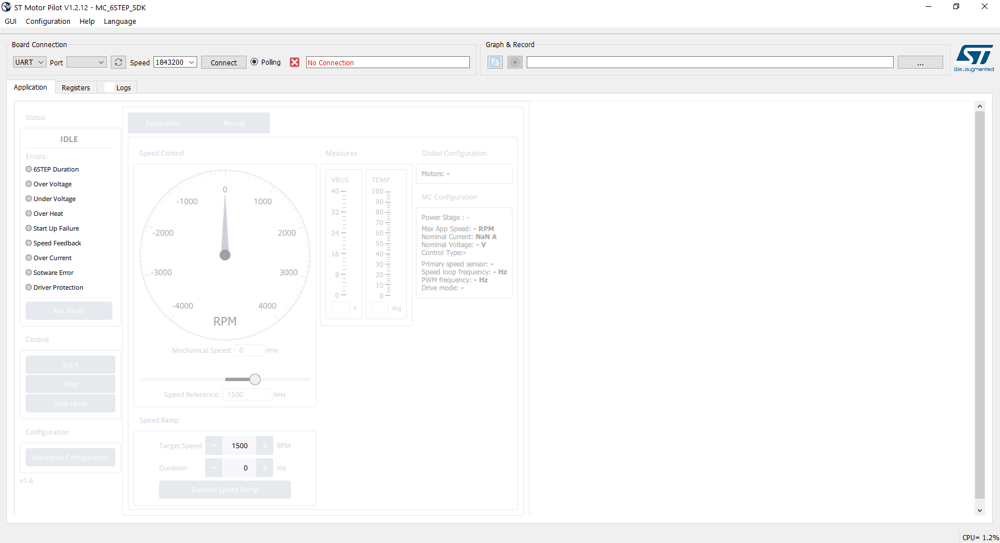 ST Motor Pilot V1.2.12 - MC_6STEP_SDK
GUI Configuration Help Language
Board Connection
UART Port Speed 1843200 Connect Polling No Connection
Graph & Record
...
life.augmented
Application Registers Logs
Status
IDLE
Errors:
6STEP Duration
Over Voltage
Under Voltage
Over Heat
Start Up Failure
Speed Feedback
Over Current
Sotware Error
Driver Protection
Ack Faults
Control
Start
Stop
Stop ramp
Configuration
Advanced Configuration
v1.6
Application Rev-up
Speed Control
0
-1000 1000
-2000 2000
-3000 3000
-4000 4000
RPM
Mechanical Speed: 0 RPM
Speed Reference: 1500 RPM
Speed Ramp
Target Speed - 1500 + RPM
Duration - 0 + ms
Execute Speed Ramp
Measures
VBUS
40
32
24
16
8
0
V
TEMP
100
90
80
70
60
50
40
30
20
10
0
deg
Global Configuration
Motors: -
MC Configuration
Power Stage : -
Max App Speed: - RPM
Nominal Current: NaN A
Nominal Voltage: - V
Control Type:-
Primary speed sensor: -
Speed loop frequency: - Hz
PWM frequency: - Hz
Drive mode: -
CPU= 1.2%